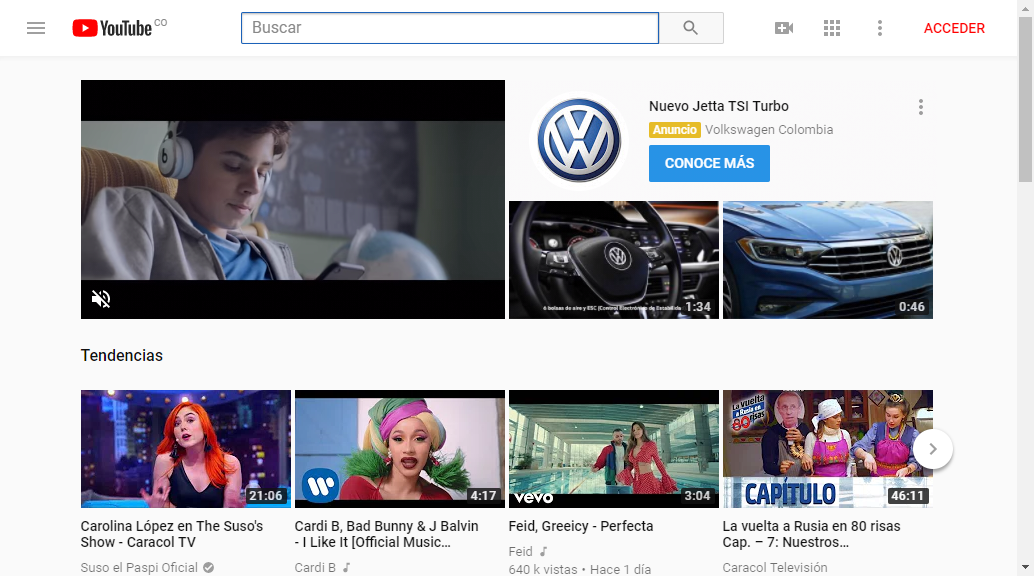 YouTube CO
Buscar
ACCEDER
Nuevo Jetta TSI Turbo
Anuncio Volkswagen Colombia
CONOCE MÁS
6 bolsas de aire y ESC (Control Electrónico de Estabilida
1:34
0:46
Tendencias
21:06
4:17
vevo
3:04
La vuelta
a Rusia en
80 risas
CAPÍTULO
46:11
Carolina López en The Suso's
Show - Caracol TV
Suso el Paspi Oficial
Cardi B, Bad Bunny & J Balvin
- I Like It [Official Music...
Cardi B
Feid, Greeicy - Perfecta
Feid
640 k vistas • Hace 1 día
La vuelta a Rusia en 80 risas
Cap. – 7: Nuestros...
Caracol Televisión